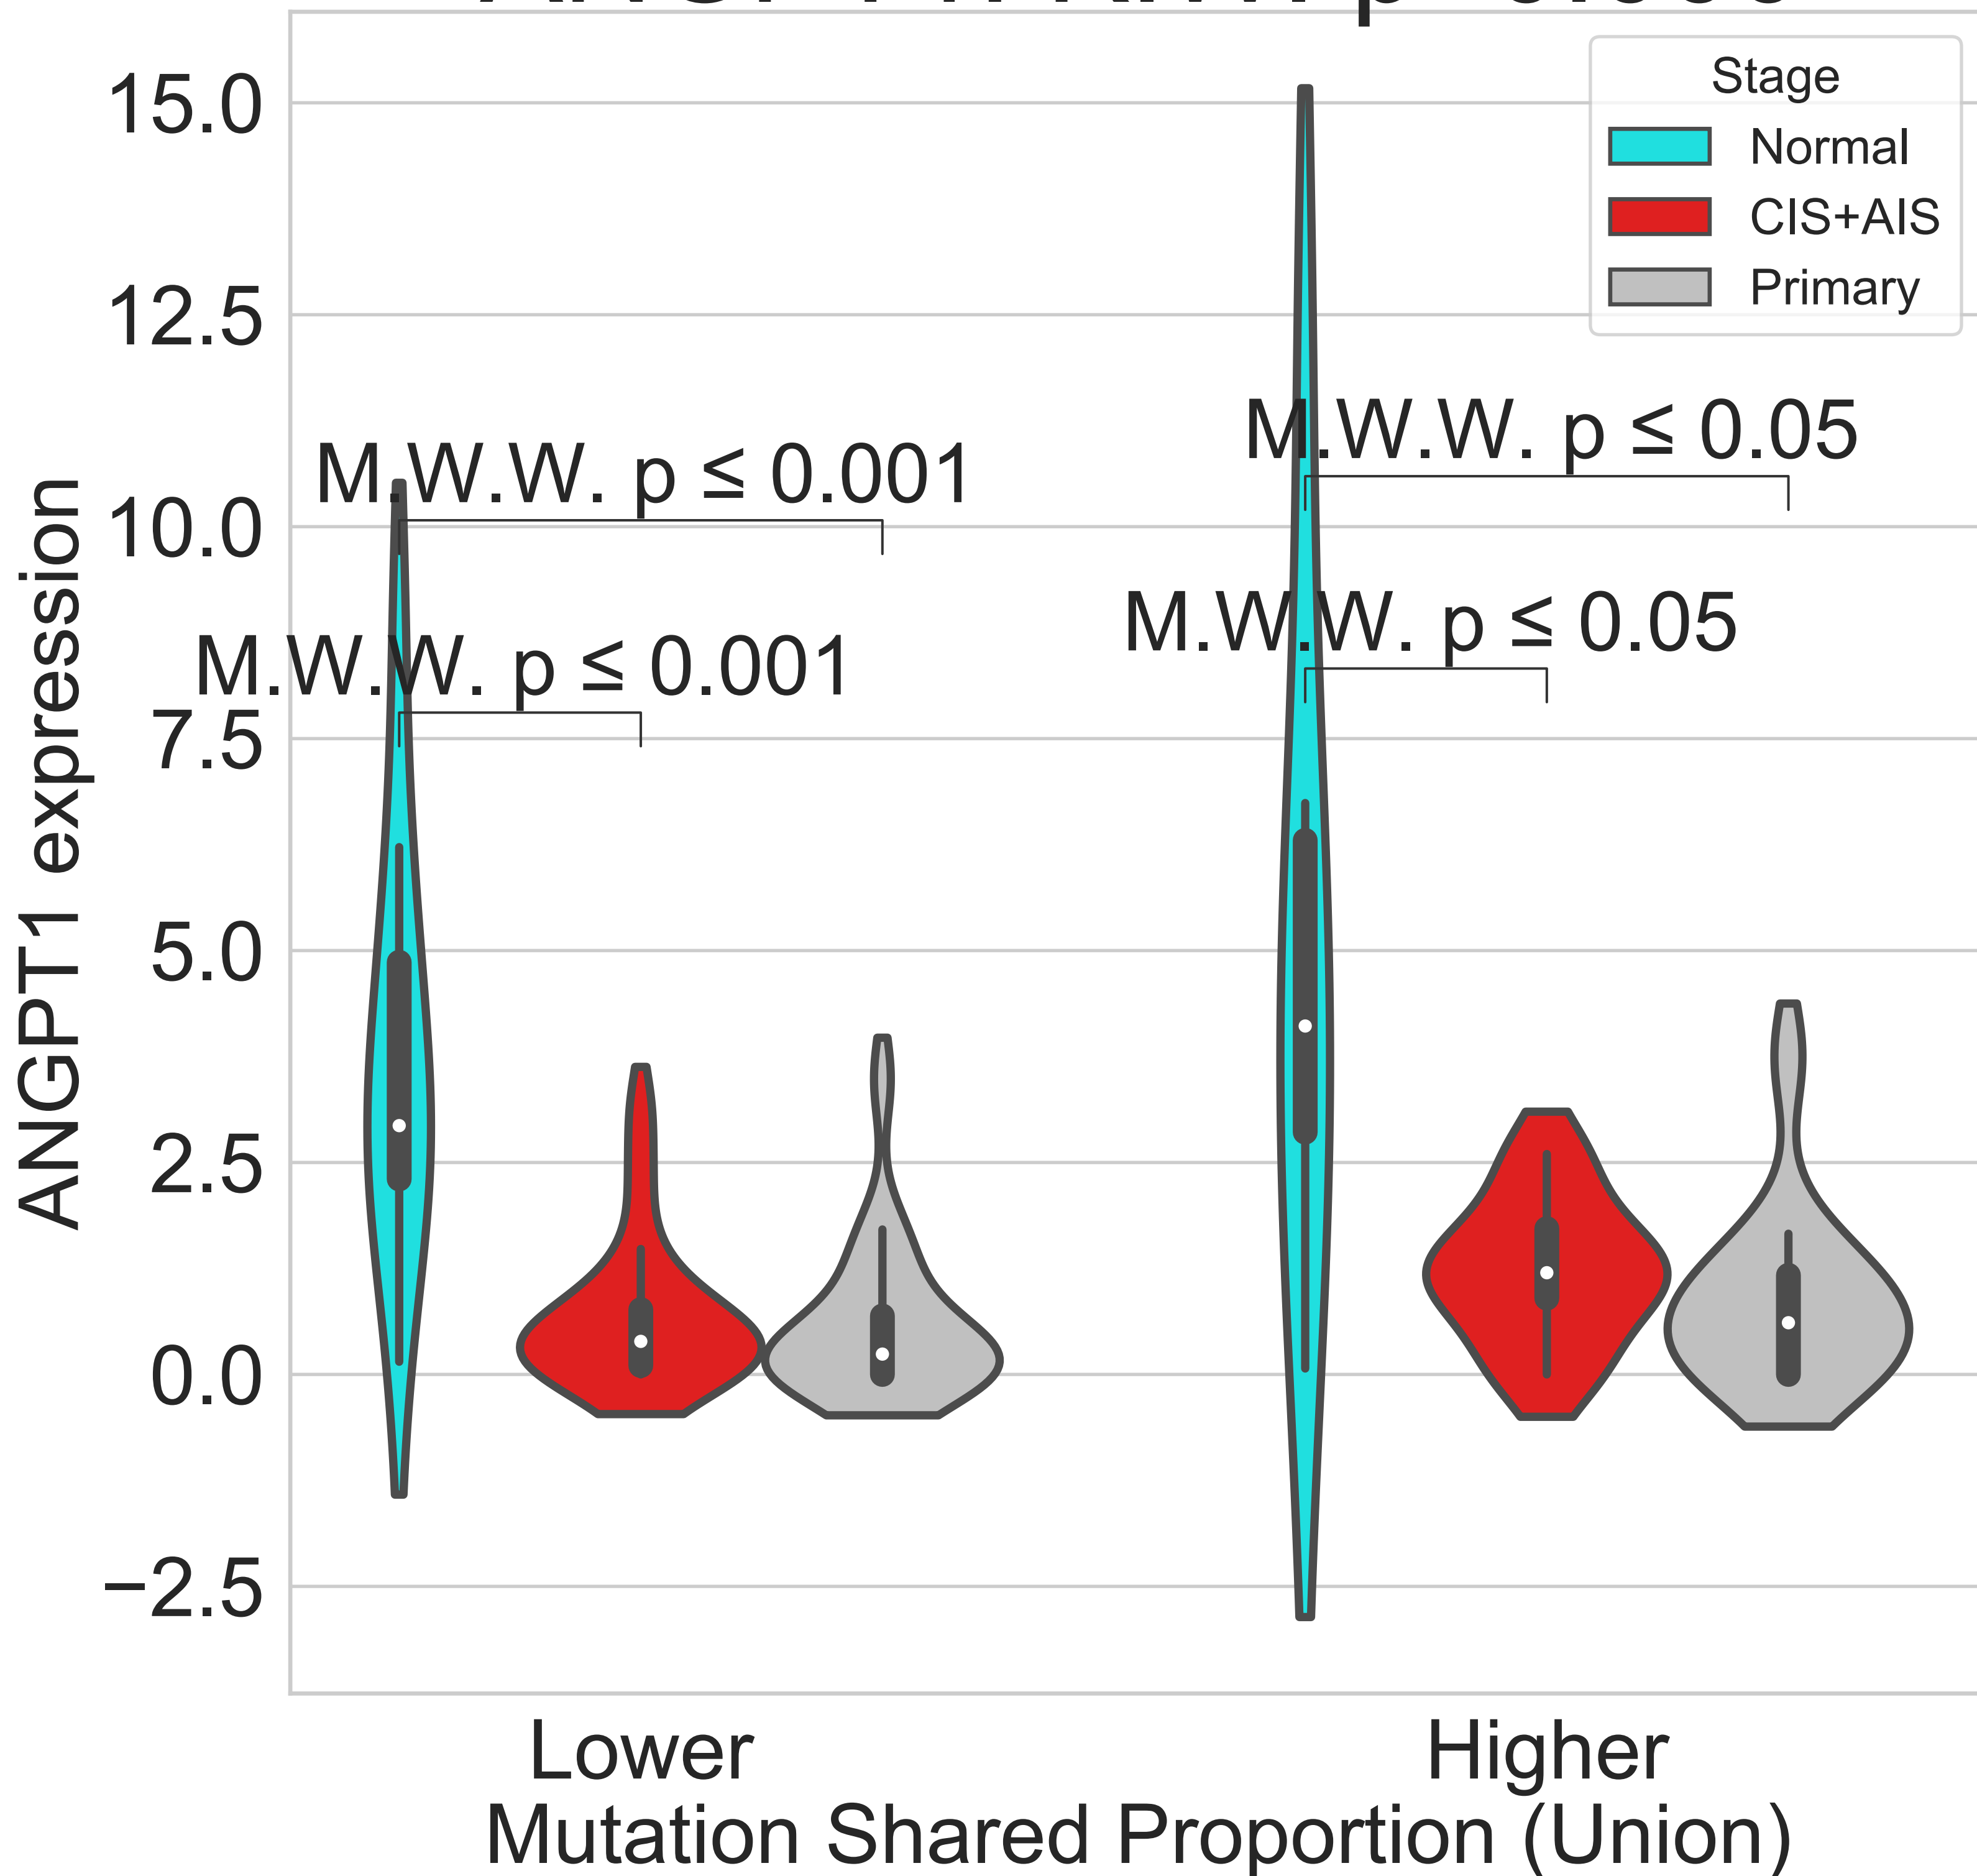 Stage
Normal
CIS+AIS
Primary
15.0
12.5
10.0
7.5
5.0
2.5
0.0
−2.5
ANGPT1 expression
M.W.W. p ≤ 0.05
M.W.W. p ≤ 0.001
M.W.W. p ≤ 0.05
M.W.W. p ≤ 0.001
Lower
Higher
Mutation Shared Proportion (Union)